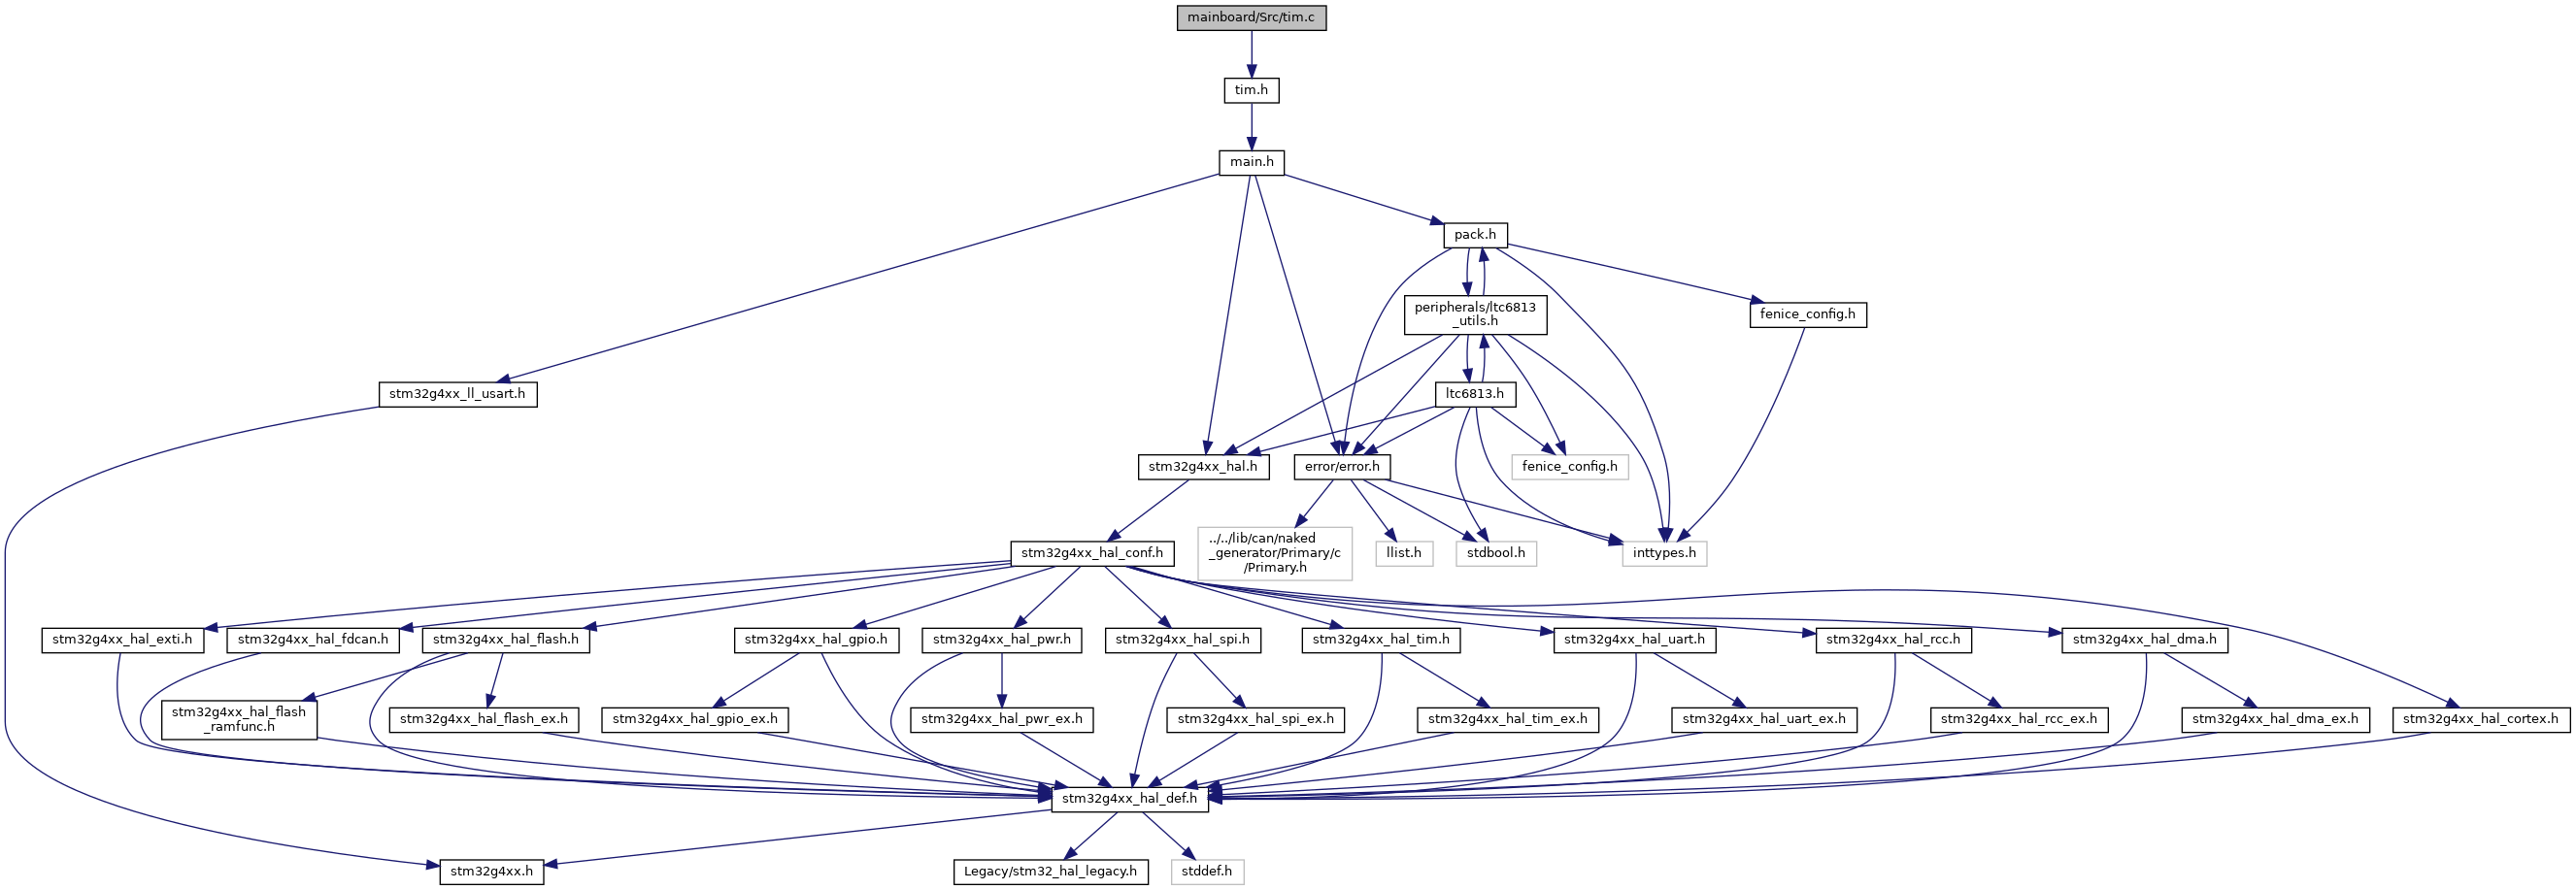 mainboard/Src/tim.c
tim.h
main.h
pack.h
peripherals/ltc6813
_utils.h
fenice_config.h
stm32g4xx_ll_usart.h
ltc6813.h
stm32g4xx_hal.h
error/error.h
fenice_config.h
stm32g4xx_hal_conf.h
../../lib/can/naked
_generator/Primary/c
/Primary.h
llist.h
stdbool.h
inttypes.h
stm32g4xx_hal_exti.h
stm32g4xx_hal_fdcan.h
stm32g4xx_hal_flash.h
stm32g4xx_hal_gpio.h
stm32g4xx_hal_pwr.h
stm32g4xx_hal_spi.h
stm32g4xx_hal_tim.h
stm32g4xx_hal_uart.h
stm32g4xx_hal_rcc.h
stm32g4xx_hal_dma.h
stm32g4xx_hal_flash
_ramfunc.h
stm32g4xx_hal_flash_ex.h
stm32g4xx_hal_gpio_ex.h
stm32g4xx_hal_pwr_ex.h
stm32g4xx_hal_spi_ex.h
stm32g4xx_hal_tim_ex.h
stm32g4xx_hal_uart_ex.h
stm32g4xx_hal_rcc_ex.h
stm32g4xx_hal_dma_ex.h
stm32g4xx_hal_cortex.h
stm32g4xx_hal_def.h
stm32g4xx.h
Legacy/stm32_hal_legacy.h
stddef.h